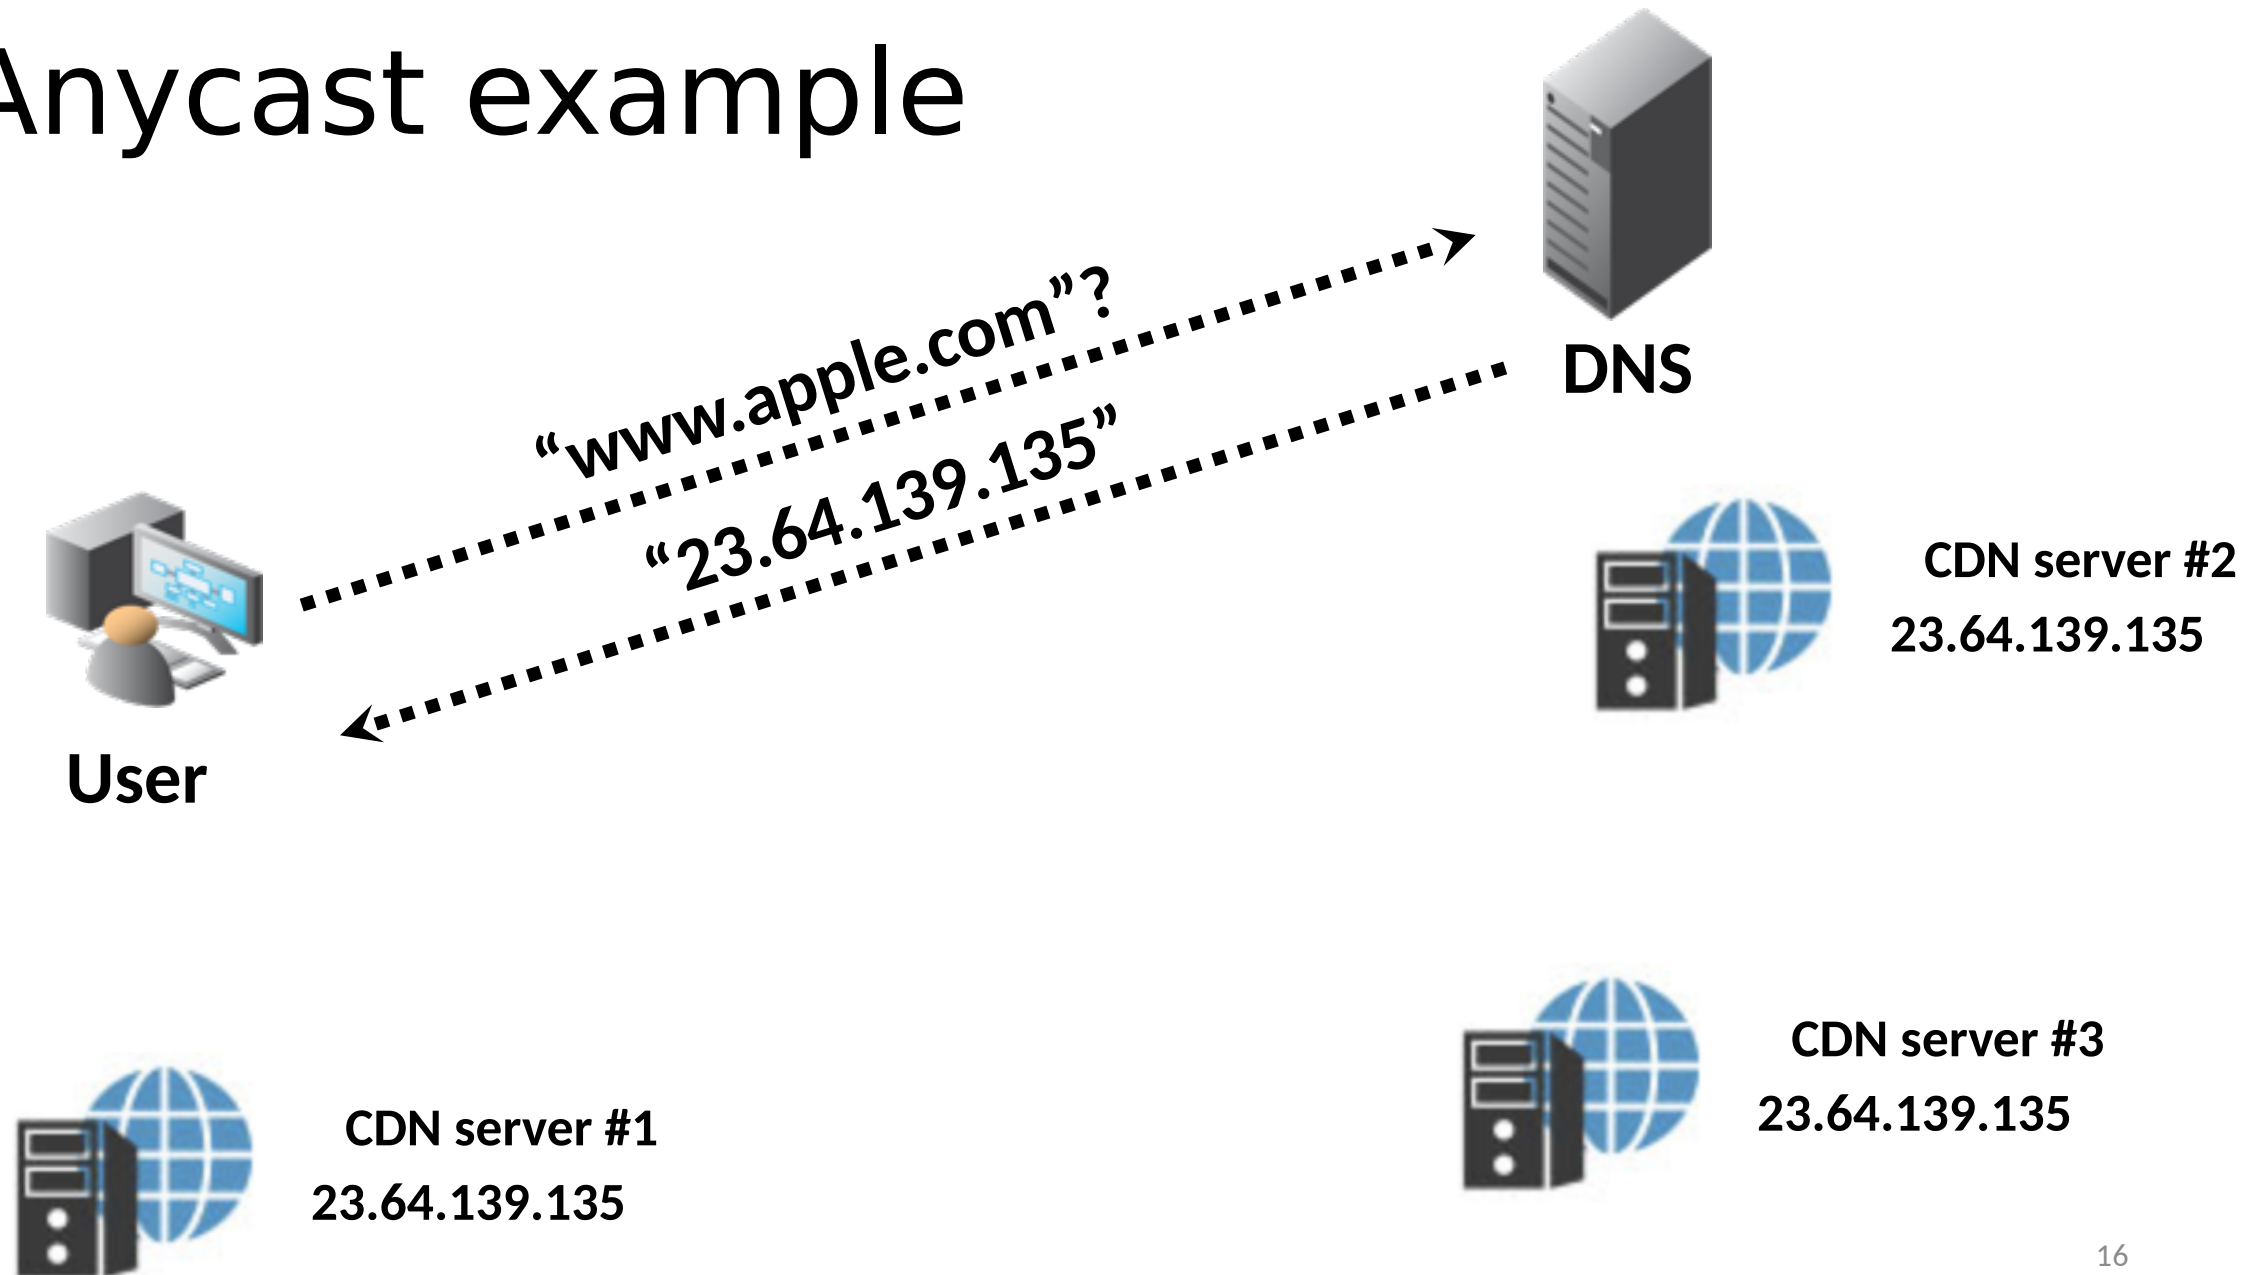 Anycast example
“www.apple.com”?
DNS
“23.64.139.135”
CDN server #2
23.64.139.135
User
CDN server #3
23.64.139.135
CDN server #1
23.64.139.135
16